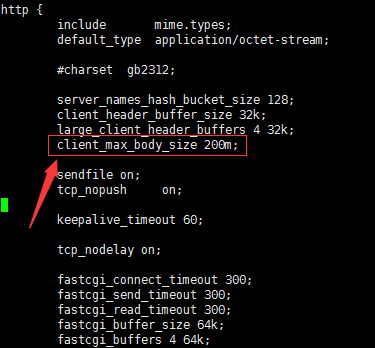 http {
include mime.types;
default_type application/octet-stream;
#charset gb2312;
server_names_hash_bucket_size 128;
client_header_buffer_size 32k;
large_client_header_buffers 4 32k;
client_max_body_size 200m;
sendfile on;
tcp_nopush on;
keepalive_timeout 60;
tcp_nodelay on;
fastcgi_connect_timeout 300;
fastcgi_send_timeout 300;
fastcgi_read_timeout 300;
fastcgi_buffer_size 64k;
fastcgi_buffers 4 64k;